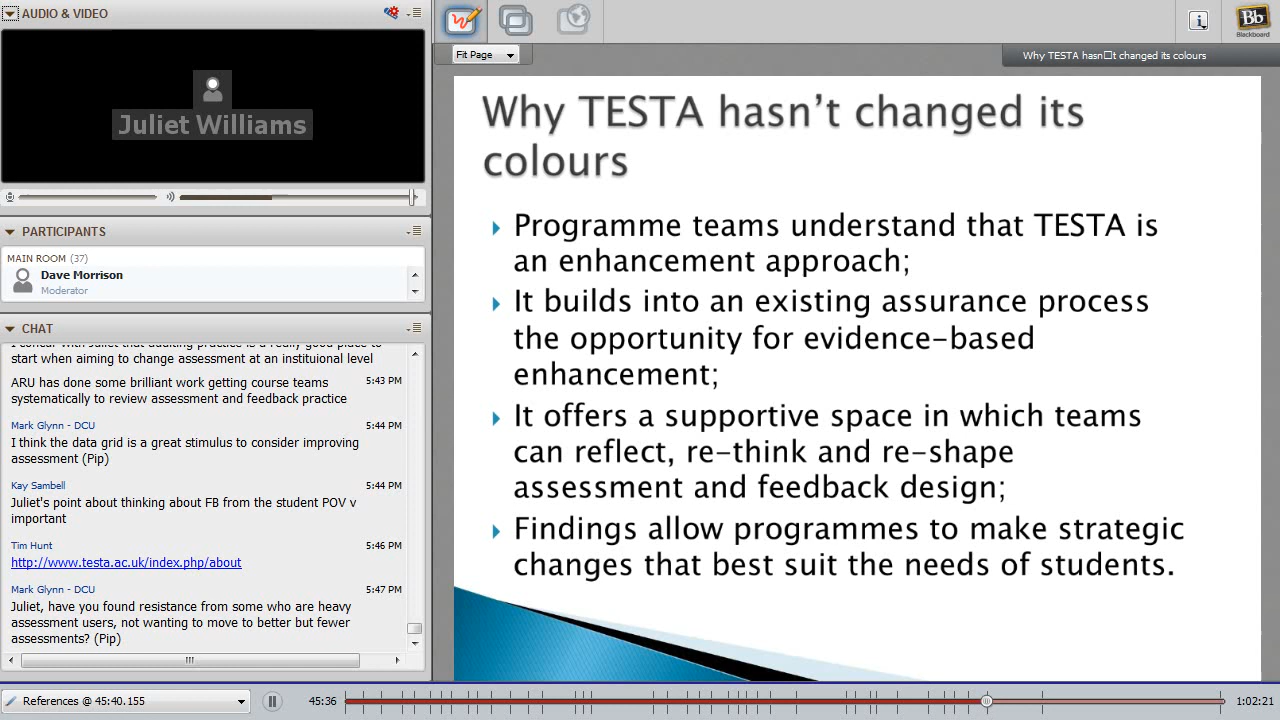 AUDIO & VIDEO
Juliet Williams
PARTICIPANTS
MAIN ROOM (37)
Dave Morrison
Moderator
CHAT
start when aiming to change assessment at an instituional level
ARU has done some brilliant work getting course teams 5:43 PM
systematically to review assessment and feedback practice
Mark Glynn - DCU 5:44 PM
I think the data grid is a great stimulus to consider improving
assessment (Pip)
Kay Sambell 5:44 PM
Juliet's point about thinking about FB from the student POV v
important
Tim Hunt 5:46 PM
http://www.testa.ac.uk/index.php/about
Mark Glynn - DCU 5:47 PM
Juliet, have you found resistance from some who are heavy
assessment users, not wanting to move to better but fewer
assessments? (Pip)
Bb
Blackboard
Fit Page
Why TESTA hasn□t changed its colours
Why TESTA hasn’t changed its
colours
Programme teams understand that TESTA is
an enhancement approach;
It builds into an existing assurance process
the opportunity for evidence-based
enhancement;
It offers a supportive space in which teams
can reflect, re-think and re-shape
assessment and feedback design;
Findings allow programmes to make strategic
changes that best suit the needs of students.
References @ 45:40.155
45:36
1:02:21